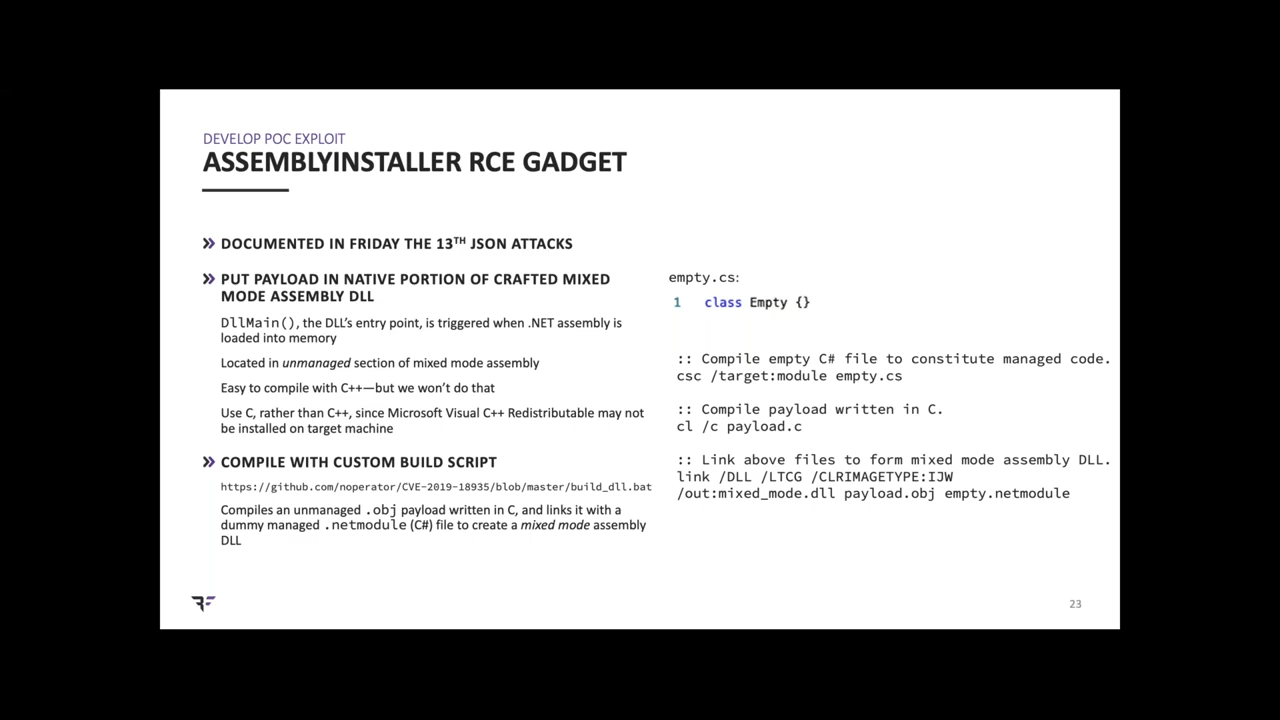 DEVELOP POC EXPLOIT
ASSEMBLYINSTALLER RCE GADGET
» DOCUMENTED IN FRIDAY THE 13TH JSON ATTACKS
» PUT PAYLOAD IN NATIVE PORTION OF CRAFTED MIXED
MODE ASSEMBLY DLL
DllMain(), the DLL’s entry point, is triggered when .NET assembly is
loaded into memory
Located in unmanaged section of mixed mode assembly
Easy to compile with C++—but we won’t do that
Use C, rather than C++, since Microsoft Visual C++ Redistributable may not
be installed on target machine
» COMPILE WITH CUSTOM BUILD SCRIPT
https://github.com/noperator/CVE-2019-18935/blob/master/build_dll.bat
Compiles an unmanaged .obj payload written in C, and links it with a
dummy managed .netmodule (C#) file to create a mixed mode assembly
DLL
empty.cs:
1 class Empty {}
:: Compile empty C# file to constitute managed code.
csc /target:module empty.cs
:: Compile payload written in C.
cl /c payload.c
:: Link above files to form mixed mode assembly DLL.
link /DLL /LTCG /CLRIMAGETYPE:IJW
/out:mixed_mode.dll payload.obj empty.netmodule
RF
23